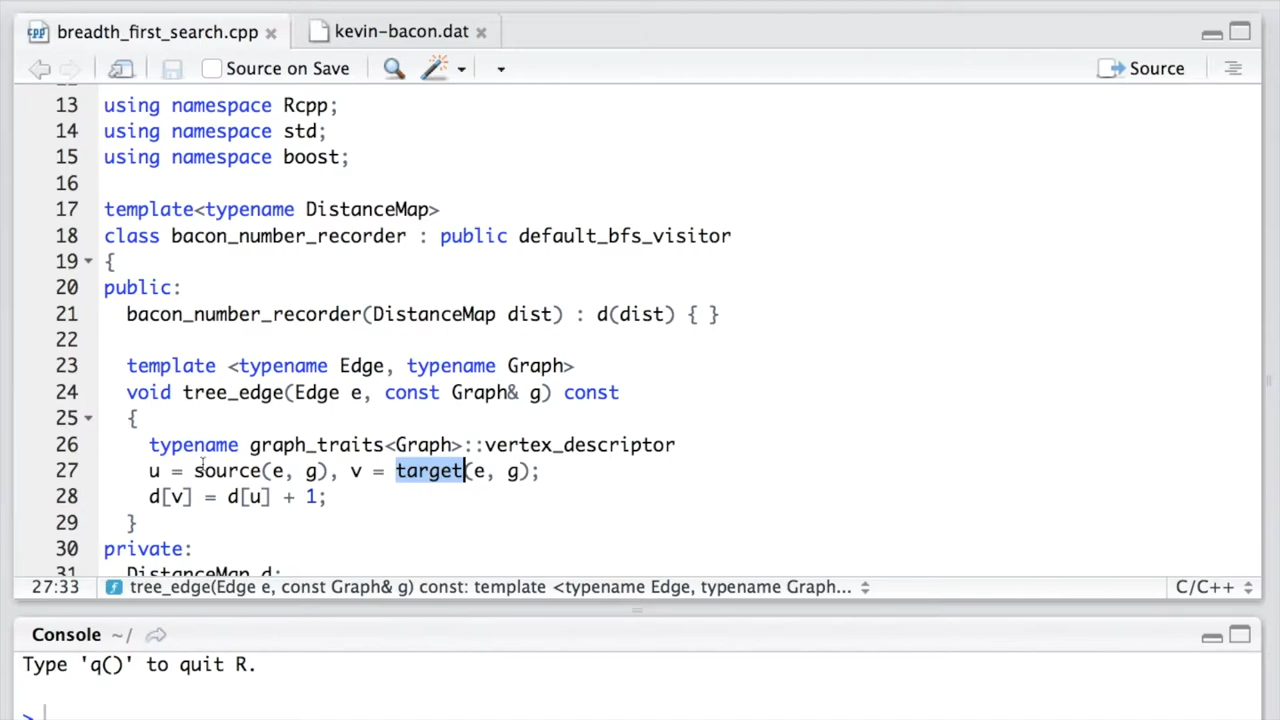 breadth_first_search.cpp kevin-bacon.dat
Source on Save Source
13 using namespace Rcpp;
14 using namespace std;
15 using namespace boost;
16
17 template<typename DistanceMap>
18 class bacon_number_recorder : public default_bfs_visitor
19 {
20 public:
21 bacon_number_recorder(DistanceMap dist) : d(dist) { }
22
23 template <typename Edge, typename Graph>
24 void tree_edge(Edge e, const Graph& g) const
25 {
26 typename graph_traits<Graph>::vertex_descriptor
27 u = source(e, g), v = target(e, g);
28 d[v] = d[u] + 1;
29 }
30 private:
31 DistanceMap d;
27:33 tree_edge(Edge e, const Graph& g) const: template <typename Edge, typename Graph... C/C++
Console ~/
Type 'q()' to quit R.
>